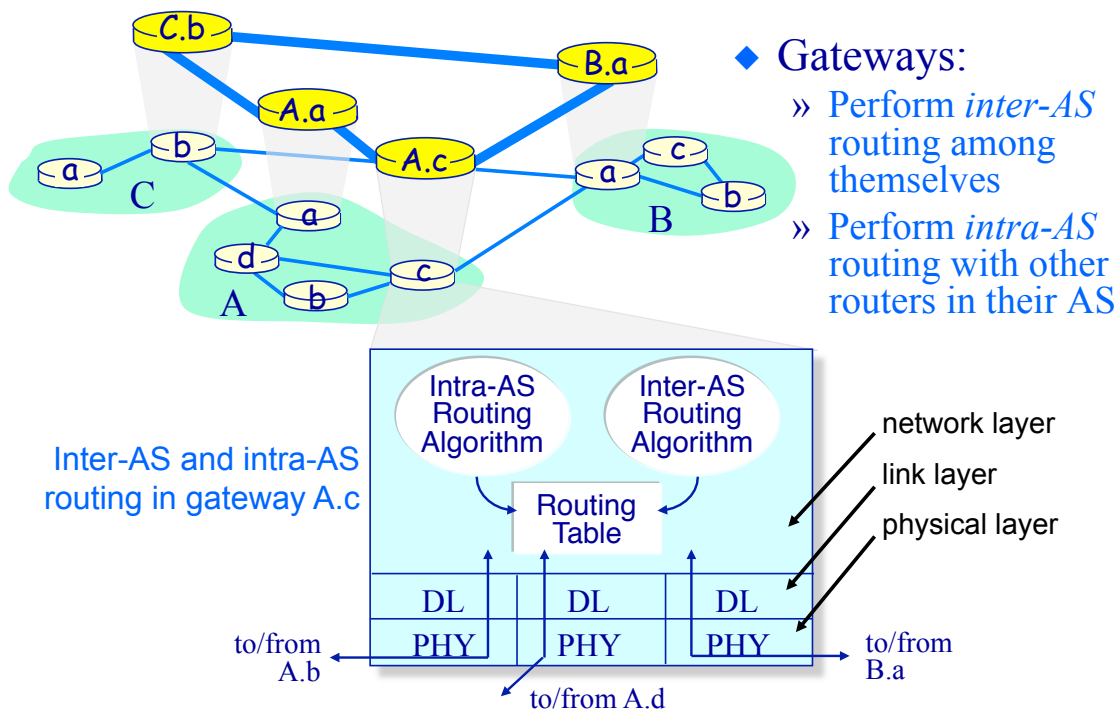 C.b
B.a
A.a
A.c
b
a
C
a
c
a
b
B
a
d
c
b
A
◆ Gateways:
» Perform inter-AS
routing among
themselves
» Perform intra-AS
routing with other
routers in their AS
Inter-AS and intra-AS
routing in gateway A.c
Intra-AS
Routing
Algorithm
Inter-AS
Routing
Algorithm
Routing
Table
network layer
link layer
physical layer
DL
DL
DL
PHY
PHY
PHY
to/from
A.b
to/from A.d
to/from
B.a